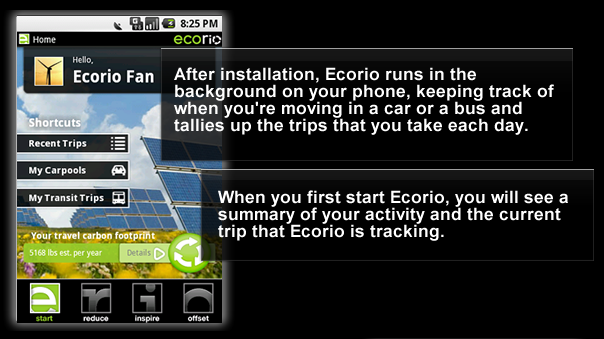 8:25 PM
Home
ecorio
Hello,
Ecorio Fan
After installation, Ecorio runs in the
background on your phone, keeping track of
when you're moving in a car or a bus and
tallies up the trips that you take each day.
Shortcuts
Recent Trips
My Carpools
My Transit Trips
When you first start Ecorio, you will see a
summary of your activity and the current
trip that Ecorio is tracking.
Your travel carbon footprint
5168 lbs est. per year
Details
start
reduce
inspire
offset